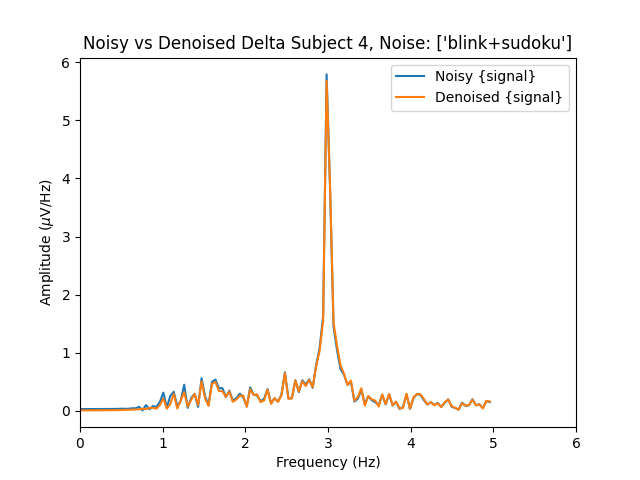 Noisy vs Denoised Delta Subject 4, Noise: ['blink+sudoku']
Noisy {signal}
Denoised {signal}
Amplitude (μV/Hz)
6
5
4
3
2
1
0
0 1 2 3 4 5 6
Frequency (Hz)